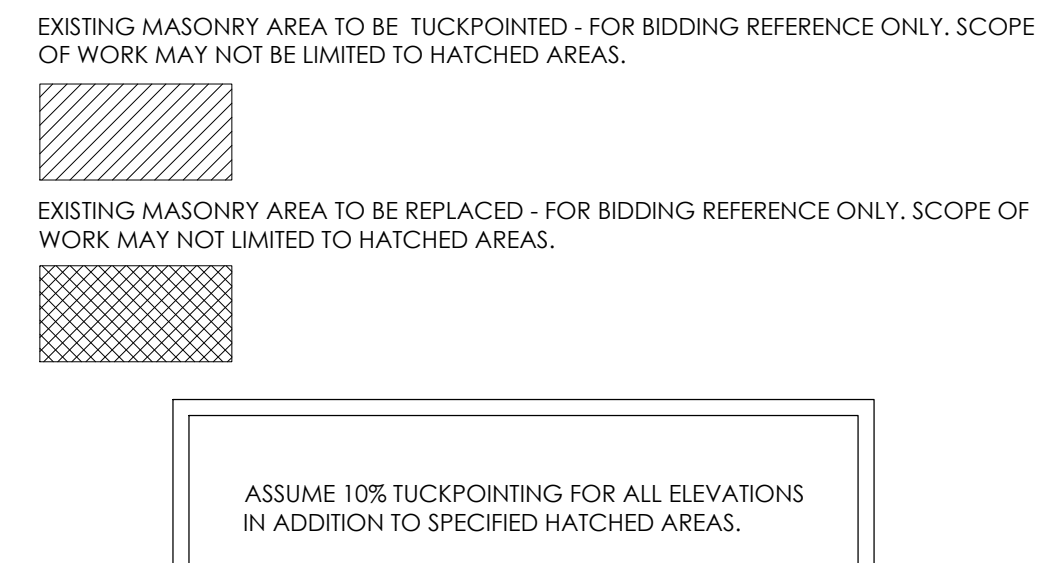 EXISTING MASONRY AREA TO BE TUCKPOINTED - FOR BIDDING REFERENCE ONLY. SCOPE
OF WORK MAY NOT BE LIMITED TO HATCHED AREAS.
EXISTING MASONRY AREA TO BE REPLACED - FOR BIDDING REFERENCE ONLY. SCOPE OF
WORK MAY NOT LIMITED TO HATCHED AREAS.
ASSUME 10% TUCKPOINTING FOR ALL ELEVATIONS
IN ADDITION TO SPECIFIED HATCHED AREAS.